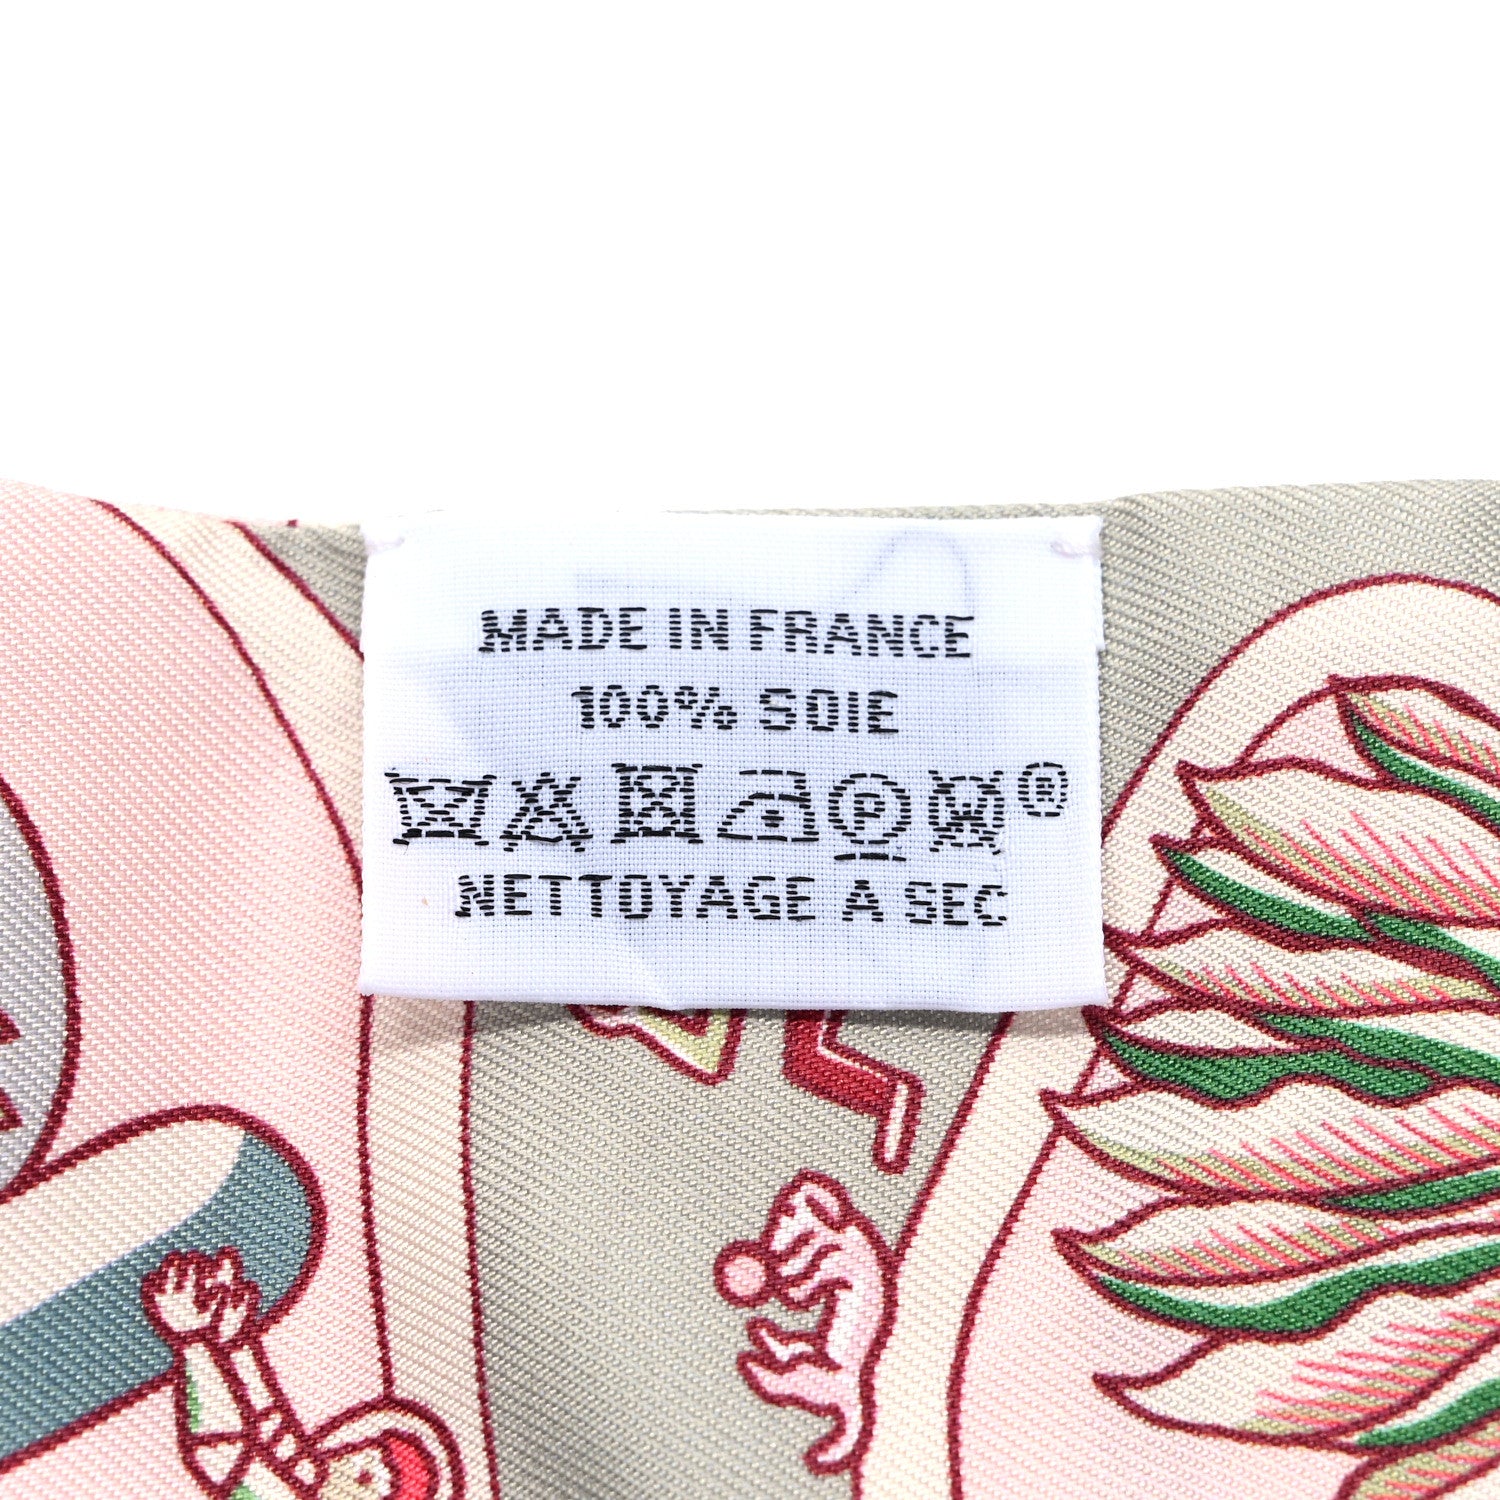 MADE IN FRANCE
100% SOIE
P W ®
NETTOYAGE A SEC